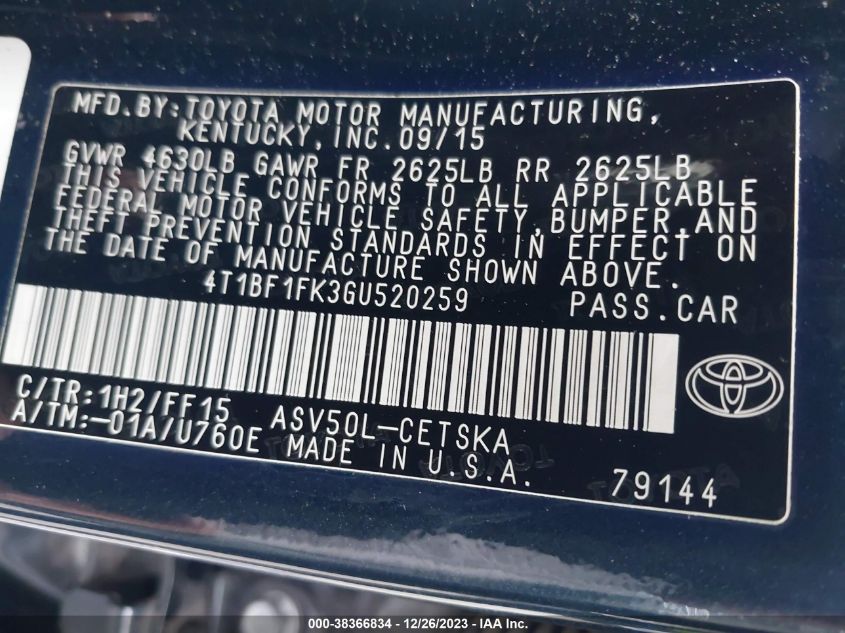 MFD.BY:TOYOTA MOTOR MANUFACTURING,
KENTUCKY,INC.09/15
GVWR 4630LB GAWR FR 2625LB RR 2625LB
THIS VEHICLE CONFORMS TO ALL APPLICABLE
FEDERAL MOTOR VEHICLE SAFETY,BUMPER,AND
THEFT PREVENTION STANDARDS IN EFFECT ON
THE DATE OF MANUFACTURE SHOWN ABOVE.
4T1BF1FK3GU520259 PASS.CAR
C/TR:1H2/FF15 ASV50L-CETSKA
A/TM:-01A/U760E MADE IN U.S.A.
79144
000-38366834 - 12/26/2023 - IAA Inc.